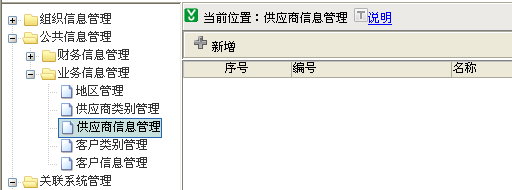 组织信息管理
公共信息管理
财务信息管理
业务信息管理
地区管理
供应商类别管理
供应商信息管理
客户类别管理
客户信息管理
关联系统管理
当前位置：供应商信息管理 说明
新增
序号 编号 名称